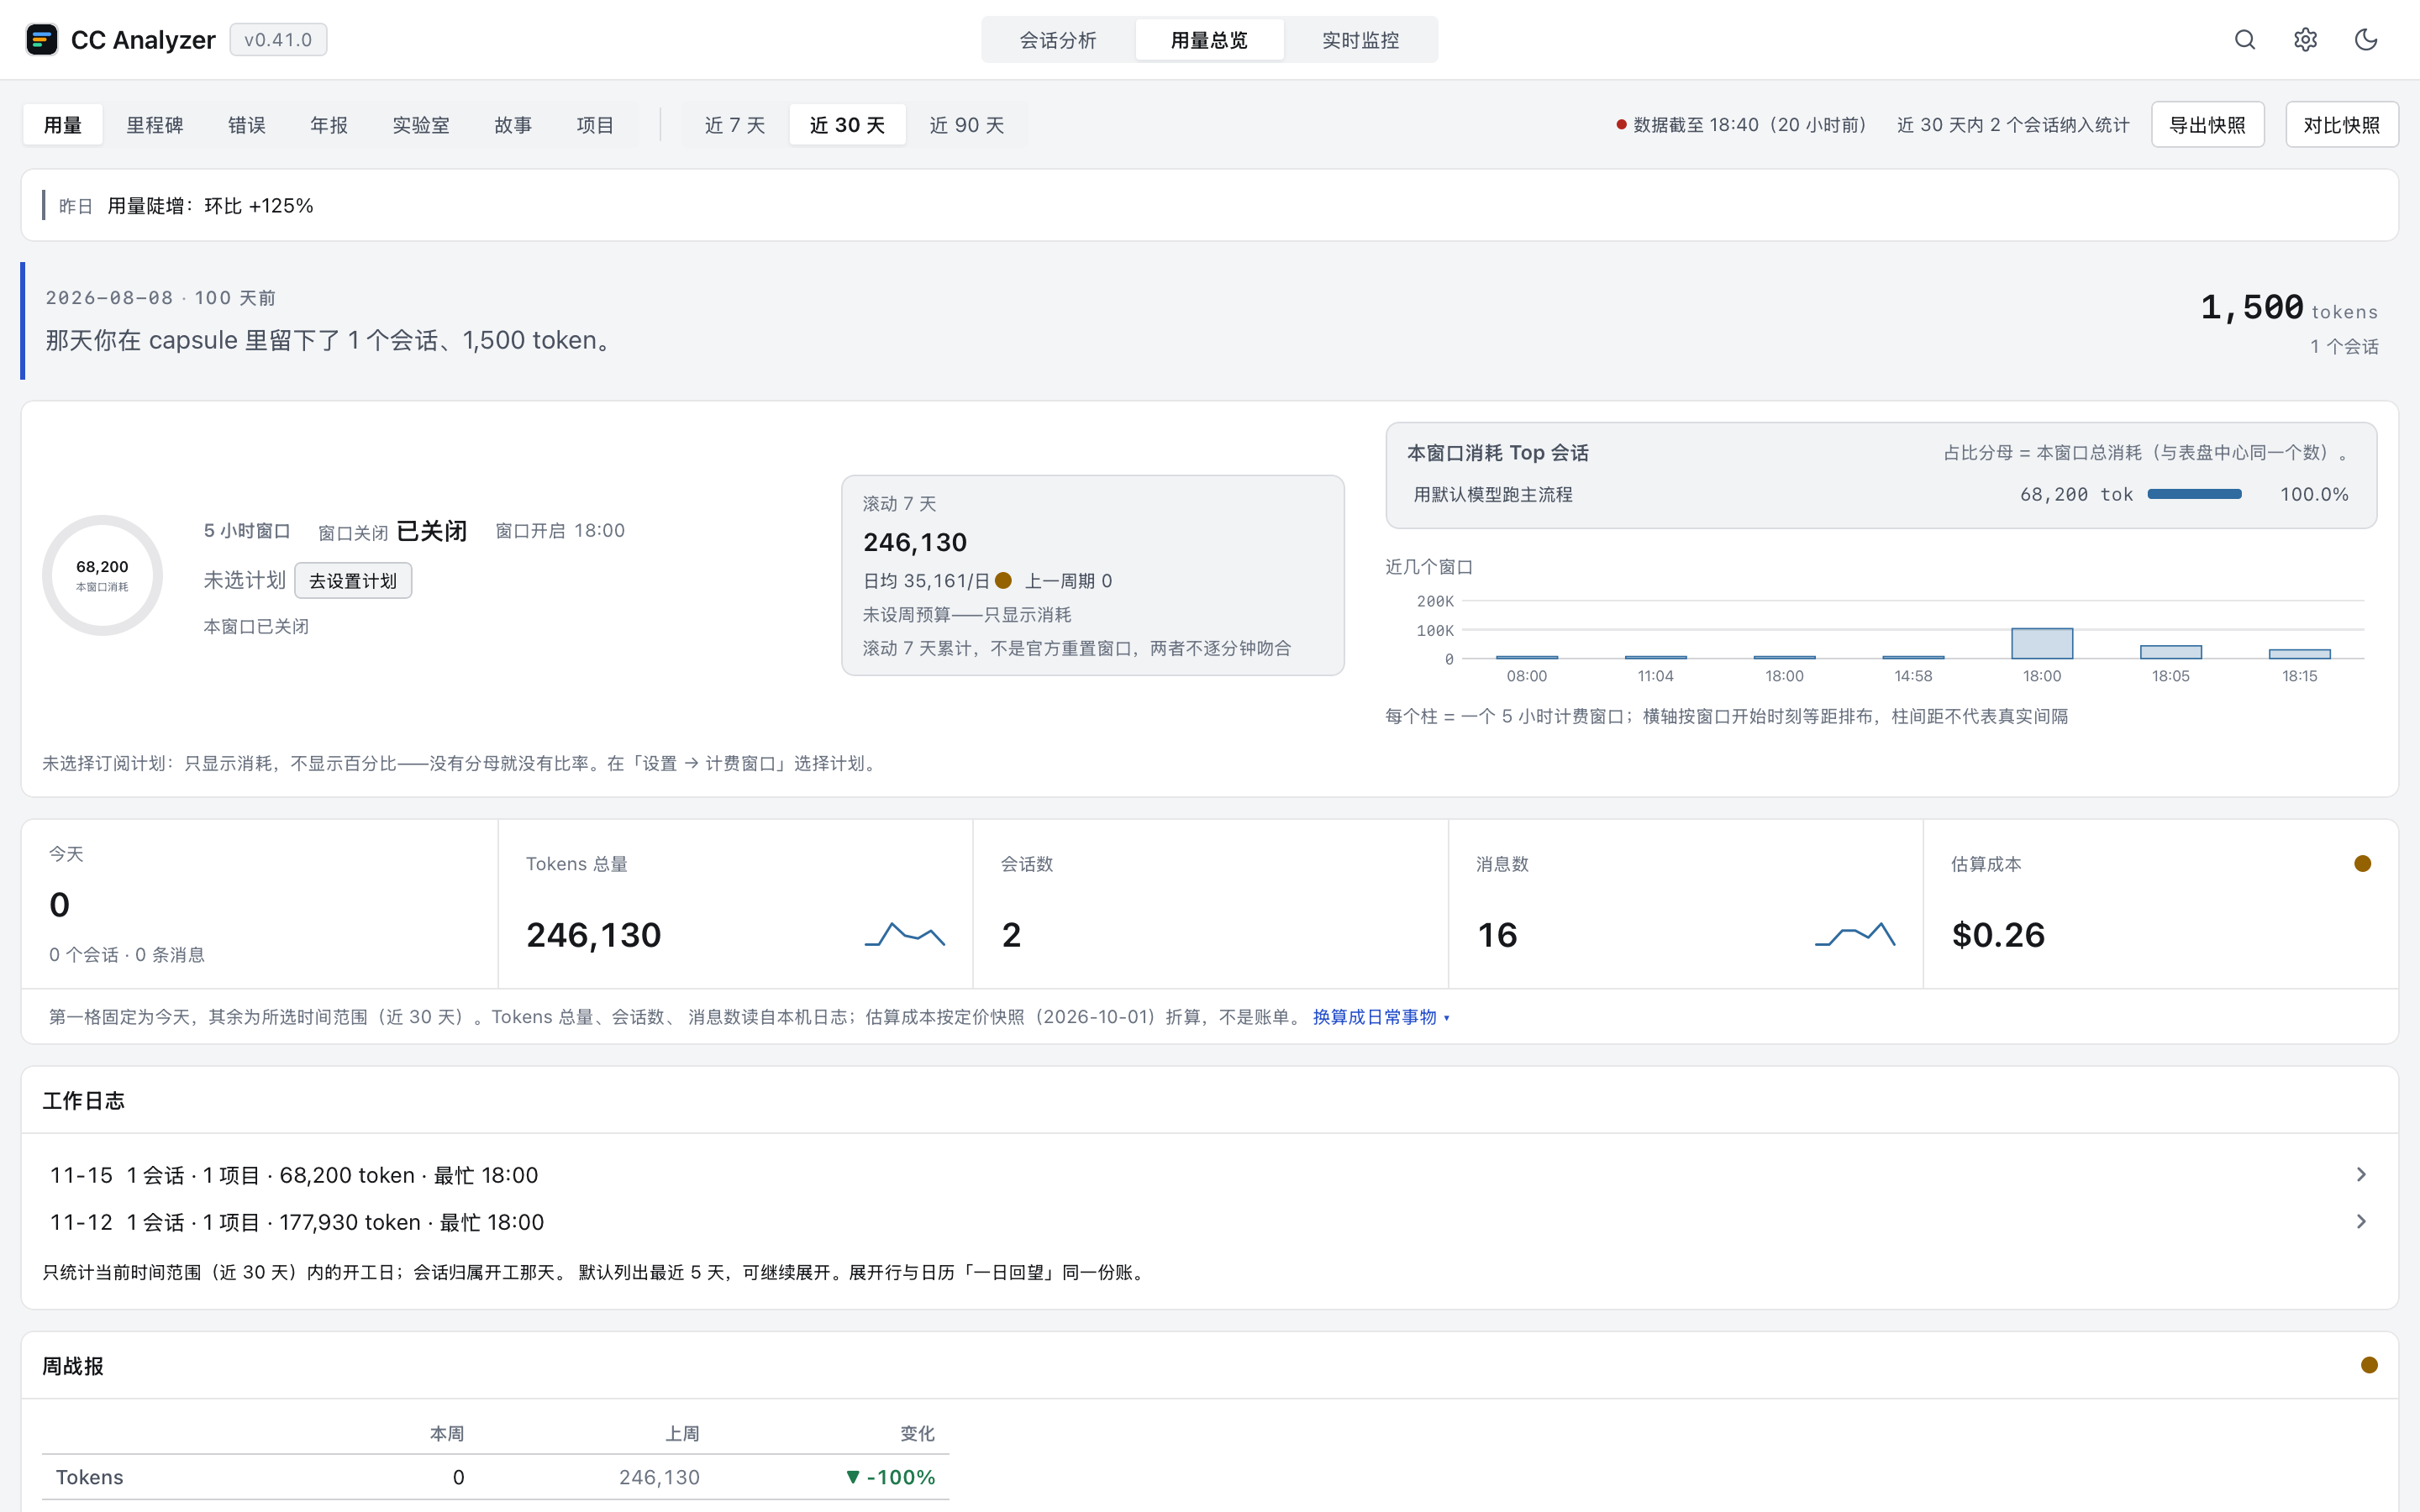 CC Analyzer v0.41.0
会话分析 用量总览 实时监控
用量 里程碑 错误 年报 实验室 故事 项目 近 7 天 近 30 天 近 90 天
数据截至 18:40（20 小时前） 近 30 天内 2 个会话纳入统计 导出快照 对比快照
昨日 用量陡增：环比 +125%
2026-08-08 · 100 天前
那天你在 capsule 里留下了 1 个会话、1,500 token。
1,500 tokens
1 个会话
68,200
本窗口消耗
5 小时窗口 窗口关闭 已关闭 窗口开启 18:00
未选计划 去设置计划
本窗口已关闭
滚动 7 天
246,130
日均 35,161/日 上一周期 0
未设周预算——只显示消耗
滚动 7 天累计，不是官方重置窗口，两者不逐分钟吻合
本窗口消耗 Top 会话 占比分母 = 本窗口总消耗（与表盘中心同一个数）。
用默认模型跑主流程 68,200 tok 100.0%
近几个窗口
200K
100K
0
08:00 11:04 18:00 14:58 18:00 18:05 18:15
每个柱 = 一个 5 小时计费窗口；横轴按窗口开始时刻等距排布，柱间距不代表真实间隔
未选择订阅计划：只显示消耗，不显示百分比——没有分母就没有比率。在「设置 → 计费窗口」选择计划。
今天
0
0 个会话 · 0 条消息
Tokens 总量
246,130
会话数
2
消息数
16
估算成本
$0.26
第一格固定为今天，其余为所选时间范围（近 30 天）。Tokens 总量、会话数、 消息数读自本机日志；估算成本按定价快照（2026-10-01）折算，不是账单。 换算成日常事物 ▾
工作日志
11-15 1 会话 · 1 项目 · 68,200 token · 最忙 18:00
11-12 1 会话 · 1 项目 · 177,930 token · 最忙 18:00
只统计当前时间范围（近 30 天）内的开工日；会话归属开工那天。 默认列出最近 5 天，可继续展开。展开行与日历「一日回望」同一份账。
周战报
本周 上周 变化
Tokens 0 246,130 ▼ -100%